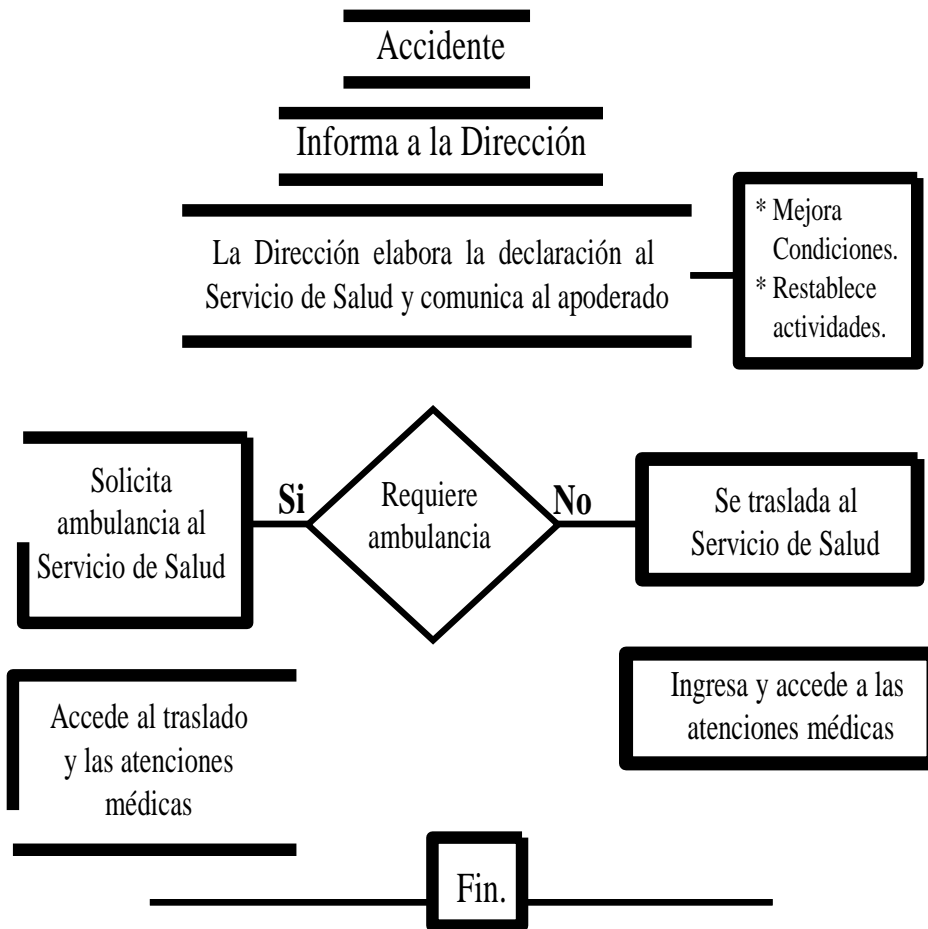 Accidente
Informa a la Dirección
La Dirección elabora la declaración al
Servicio de Salud y comunica al apoderado
* Mejora
Condiciones.
* Restablece
actividades.
Solicita
ambulancia al
Servicio de Salud
Si
Requiere
ambulancia
No
Se traslada al
Servicio de Salud
Accede al traslado
y las atenciones
médicas
Ingresa y accede a las
atenciones médicas
Fin.